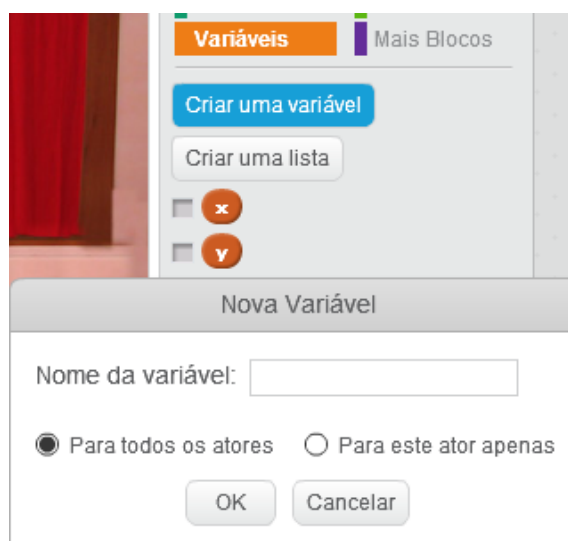 Variáveis Mais Blocos
Criar uma variável
Criar uma lista
x
y
Nova Variável
Nome da variável:
Para todos os atores Para este ator apenas
OK Cancelar